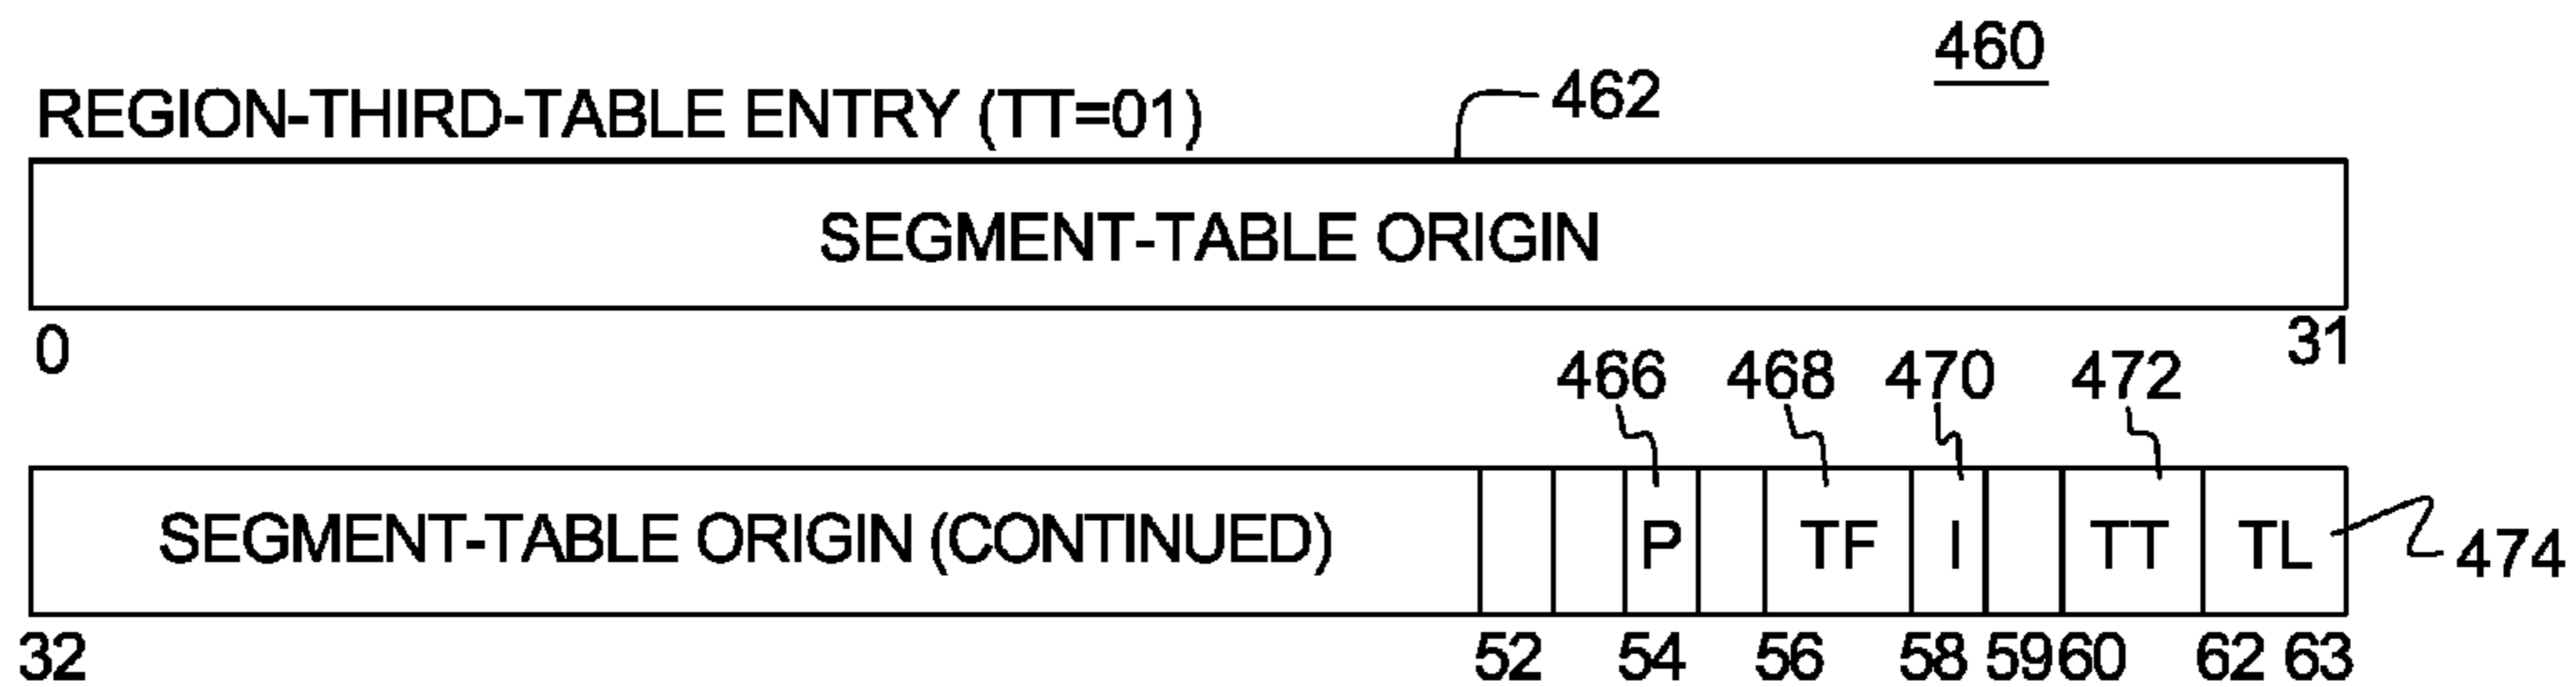 460
REGION-THIRD-TABLE ENTRY (TT=01) 462
SEGMENT-TABLE ORIGIN
0 31
466 468 470 472
SEGMENT-TABLE ORIGIN (CONTINUED) P TF I TT TL 474
32 52 54 56 58 59 60 62 63